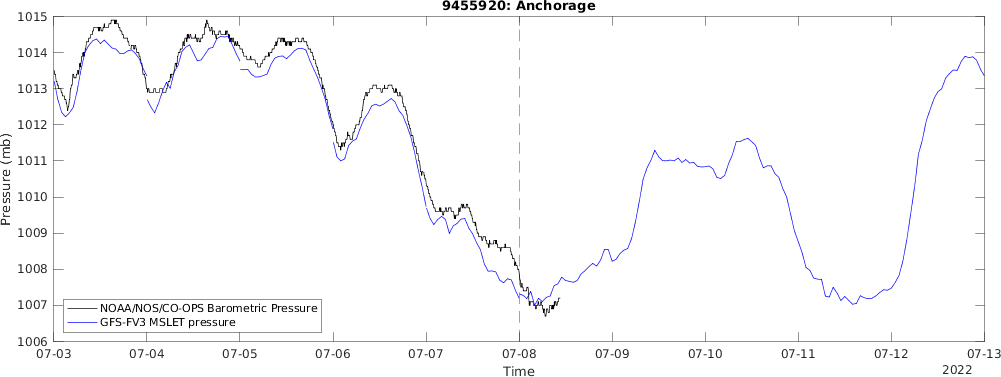 9455920: Anchorage
1015
1014
1013
1012
1011
1010
1009
1008
1007
1006
Pressure (mb)
NOAA/NOS/CO-OPS Barometric Pressure
GFS-FV3 MSLET pressure
07-03 07-04 07-05 07-06 07-07 07-08 07-09 07-10 07-11 07-12 07-13
Time
2022